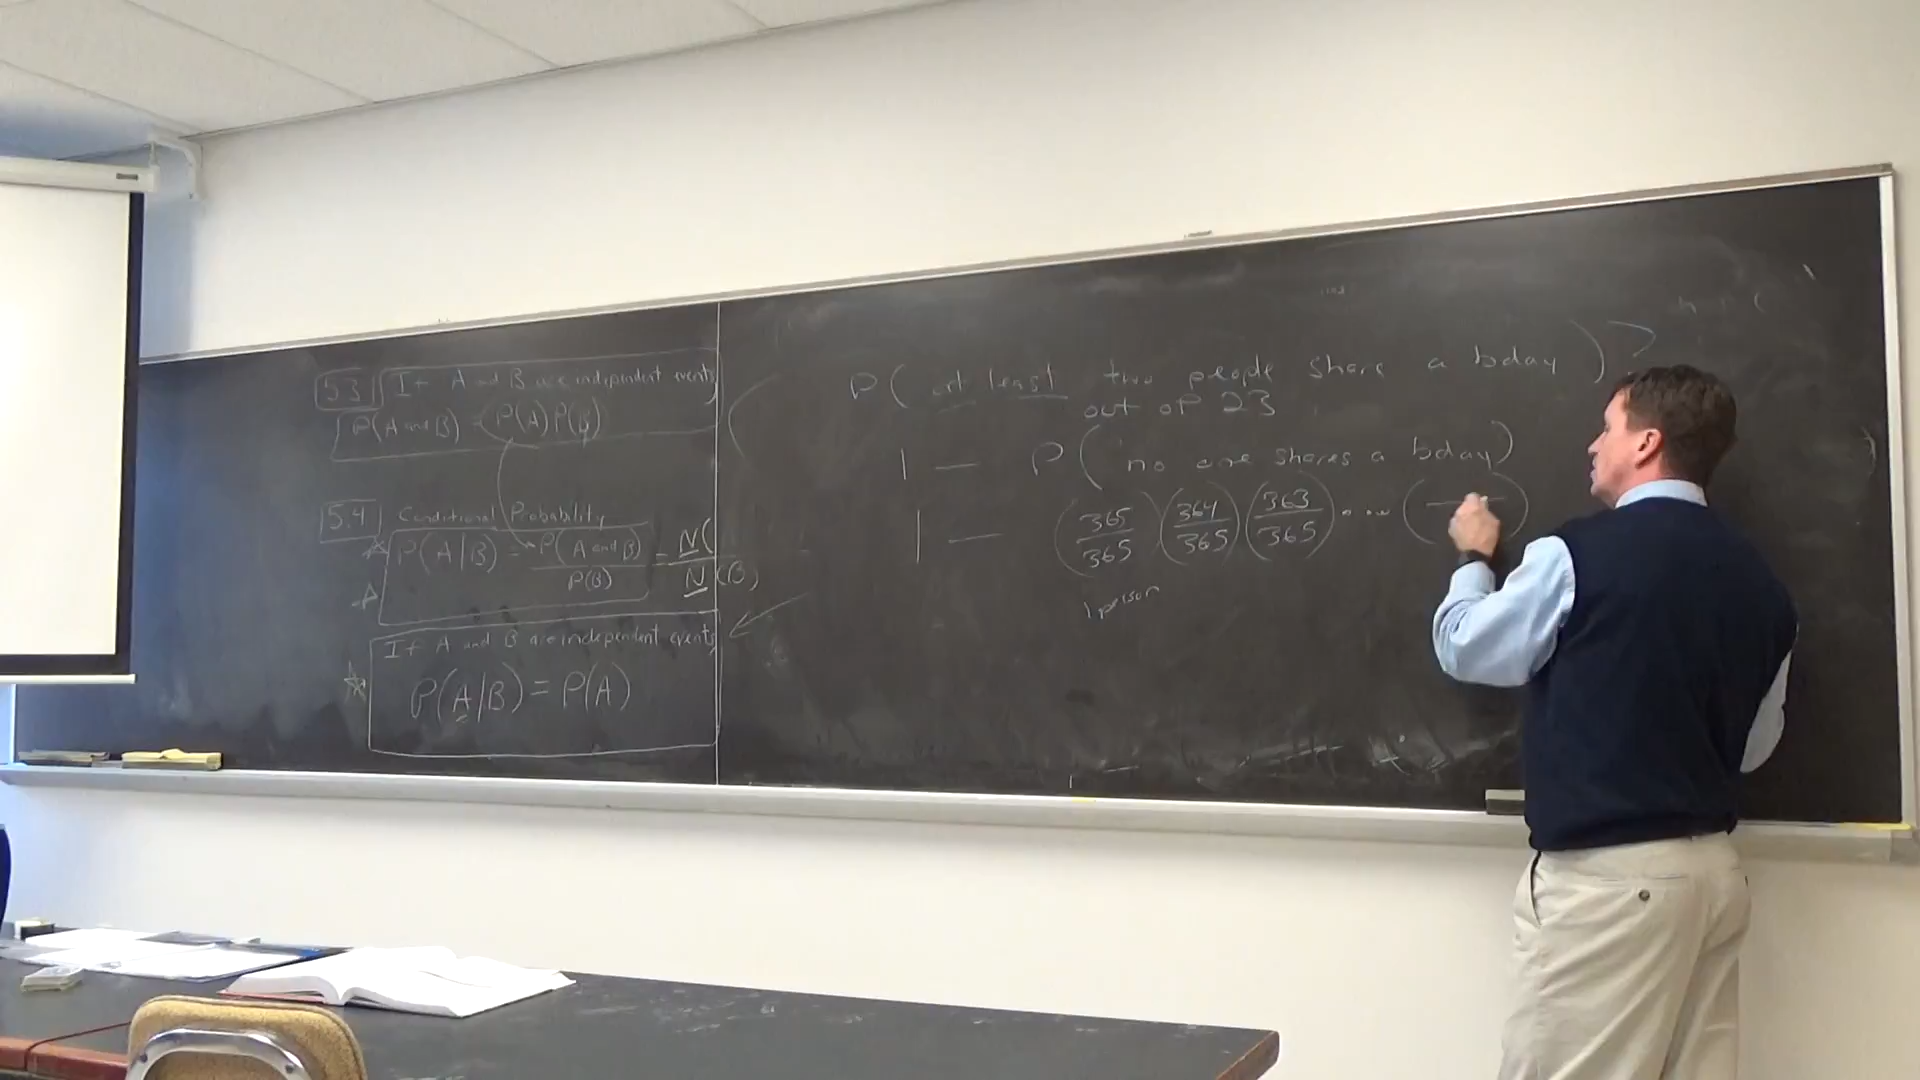 5.3 If A and B are independent events
P(A and B) = P(A)P(B)
5.4 Conditional Probability
P(A|B) = P(A and B) / P(B) = N( / N(B)
If A and B are independent events
P(A|B) = P(A)
P( at least two people share a bday )
out of 23
1 — P( no one shares a bday)
1 — (365/365)(364/365)(363/365)...( )
1 person